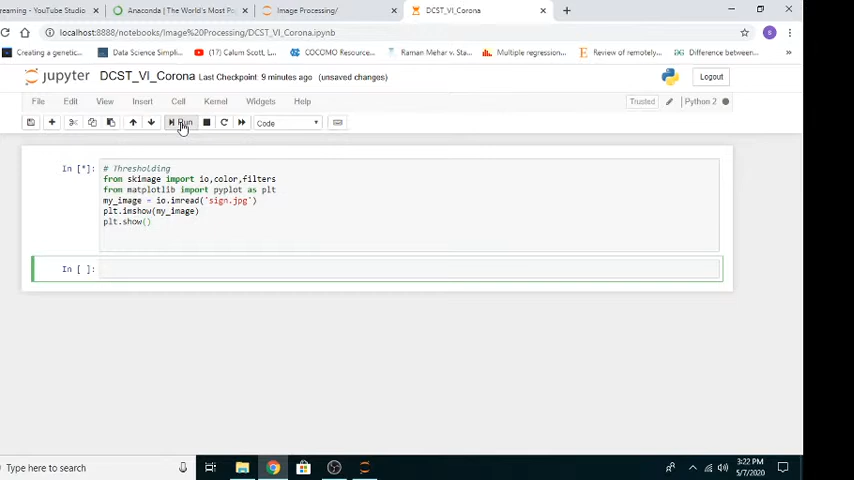 reaming - YouTube Studio
Anaconda | The World's Most Po
Image Processing/
DCST_VI_Corona
localhost:8888/notebooks/Image%20Processing/DCST_VI_Corona.ipynb
Creating a genetic...
Data Science Simpli...
Calum Scott, L...
COCOMO Resource...
Raman Mehar v. Sta...
Multiple regression...
Review of remotely...
Difference between...
jupyter DCST_VI_Corona Last Checkpoint: 9 minutes ago (unsaved changes)
Logout
File Edit View Insert Cell Kernel Widgets Help
Trusted
Python 2
Run
Code
In [*]:
# Thresholding
from skimage import io,color,filters
from matplotlib import pyplot as plt
my_image = io.imread('sign.jpg')
plt.imshow(my_image)
plt.show()
In [ ]:
Type here to search
3:22 PM
5/7/2020